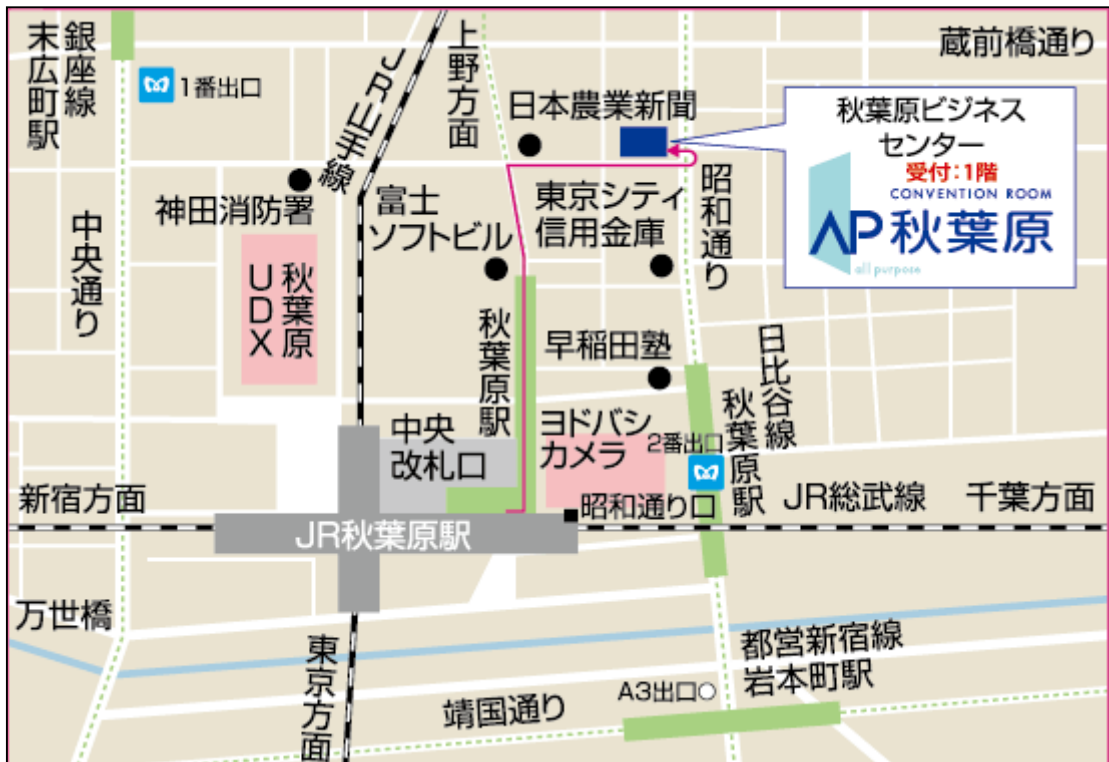 銀座線
末広町駅
1番出口
JR山手線
上野方面
蔵前橋通り
日本農業新聞
秋葉原ビジネス
センター
受付:1階
CONVENTION ROOM
AP秋葉原
all purpose
神田消防署
富士
ソフトビル
東京シティ
信用金庫
昭和通り
中央通り
秋葉原
UDX
秋葉原駅
早稲田塾
日比谷線
秋葉原駅
中央
改札口
ヨドバシ
カメラ
2番出口
新宿方面
昭和通り口
JR総武線
千葉方面
JR秋葉原駅
万世橋
東京方面
都営新宿線
岩本町駅
A3出口
靖国通り